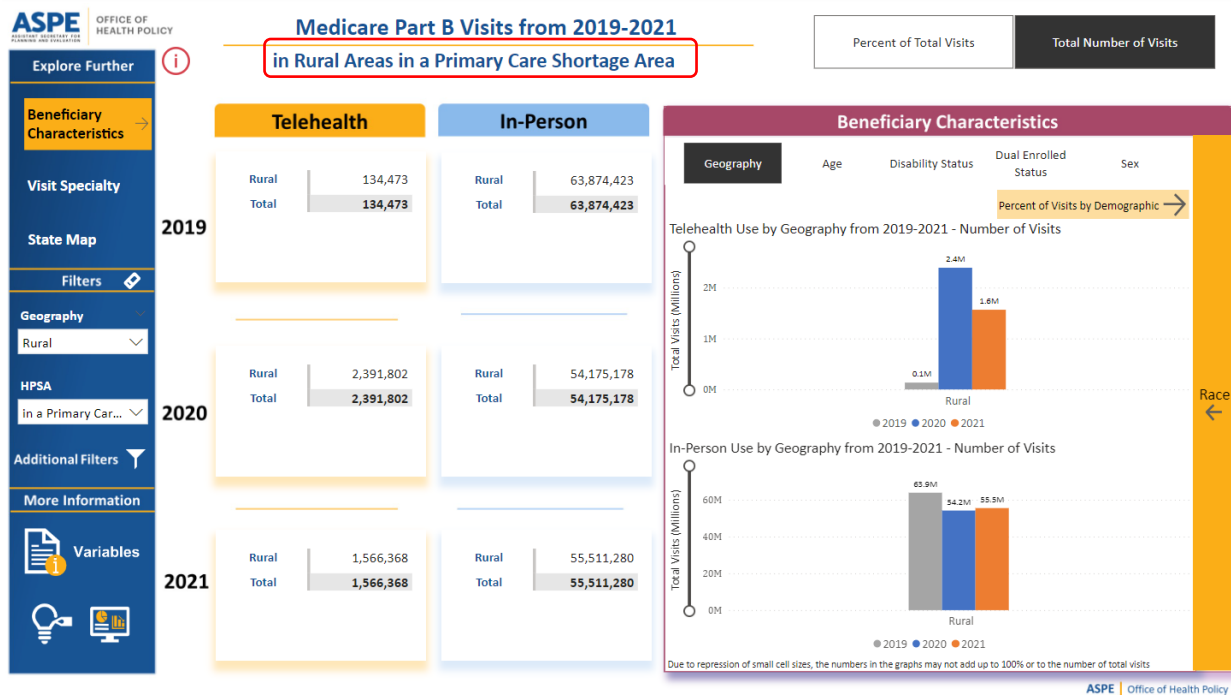 ASPE
ASSISTANT SECRETARY FOR
PLANNING AND EVALUATION
OFFICE OF
HEALTH POLICY
Medicare Part B Visits from 2019-2021
in Rural Areas in a Primary Care Shortage Area
Percent of Total Visits
Total Number of Visits
Explore Further
i
Beneficiary
Characteristics
Visit Specialty
State Map
Filters
Geography
Rural
HPSA
in a Primary Car...
Additional Filters
More Information
i
Variables
Telehealth
In-Person
2019
Rural 134,473
Total 134,473
Rural 63,874,423
Total 63,874,423
2020
Rural 2,391,802
Total 2,391,802
Rural 54,175,178
Total 54,175,178
2021
Rural 1,566,368
Total 1,566,368
Rural 55,511,280
Total 55,511,280
Beneficiary Characteristics
Geography
Age
Disability Status
Dual Enrolled
Status
Sex
Percent of Visits by Demographic
Telehealth Use by Geography from 2019-2021 - Number of Visits
Total Visits (Millions)
2M
1M
0M
0.1M
2.4M
1.6M
Rural
2019 2020 2021
In-Person Use by Geography from 2019-2021 - Number of Visits
Total Visits (Millions)
60M
40M
20M
0M
63.9M
54.2M
55.5M
Rural
2019 2020 2021
Due to repression of small cell sizes, the numbers in the graphs may not add up to 100% or to the number of total visits
Race
ASPE Office of Health Policy